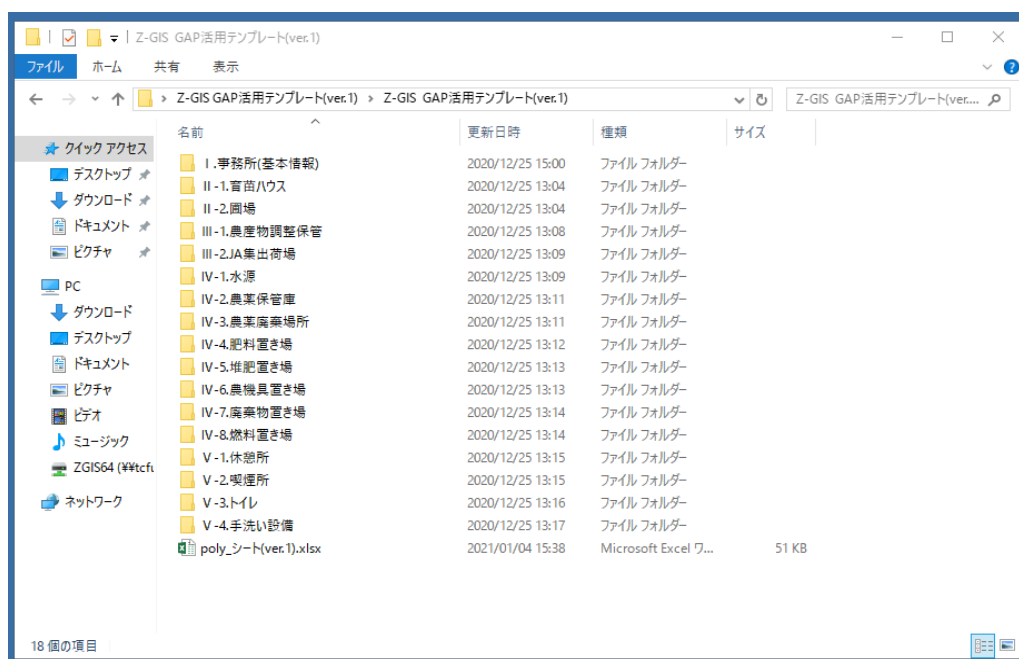 Z-GIS GAP活用テンプレート(ver.1)
ファイル ホーム 共有 表示
Z-GIS GAP活用テンプレート(ver.1) Z-GIS GAP活用テンプレート(ver.1) Z-GIS GAP活用テンプレート(ver....
名前 更新日時 種類 サイズ
クイック アクセス
デスクトップ
ダウンロード
ドキュメント
ピクチャ
PC
ダウンロード
デスクトップ
ドキュメント
ピクチャ
ビデオ
ミュージック
ZGIS64 (¥¥tcfu
ネットワーク
Ⅰ.事務所(基本情報) 2020/12/25 15:00 ファイル フォルダー
Ⅱ-1.育苗ハウス 2020/12/25 13:04 ファイル フォルダー
Ⅱ-2.圃場 2020/12/25 13:04 ファイル フォルダー
Ⅲ-1.農産物調整保管 2020/12/25 13:08 ファイル フォルダー
Ⅲ-2.JA集出荷場 2020/12/25 13:09 ファイル フォルダー
Ⅳ-1.水源 2020/12/25 13:09 ファイル フォルダー
Ⅳ-2.農薬保管庫 2020/12/25 13:11 ファイル フォルダー
Ⅳ-3.農薬廃棄場所 2020/12/25 13:11 ファイル フォルダー
Ⅳ-4.肥料置き場 2020/12/25 13:12 ファイル フォルダー
Ⅳ-5.堆肥置き場 2020/12/25 13:13 ファイル フォルダー
Ⅳ-6.農機具置き場 2020/12/25 13:13 ファイル フォルダー
Ⅳ-7.廃棄物置き場 2020/12/25 13:14 ファイル フォルダー
Ⅳ-8.燃料置き場 2020/12/25 13:14 ファイル フォルダー
Ⅴ-1.休憩所 2020/12/25 13:15 ファイル フォルダー
Ⅴ-2.喫煙所 2020/12/25 13:15 ファイル フォルダー
Ⅴ-3.トイレ 2020/12/25 13:16 ファイル フォルダー
Ⅴ-4.手洗い設備 2020/12/25 13:17 ファイル フォルダー
poly_シート(ver.1).xlsx 2021/01/04 15:38 Microsoft Excel ワ... 51 KB
18 個の項目